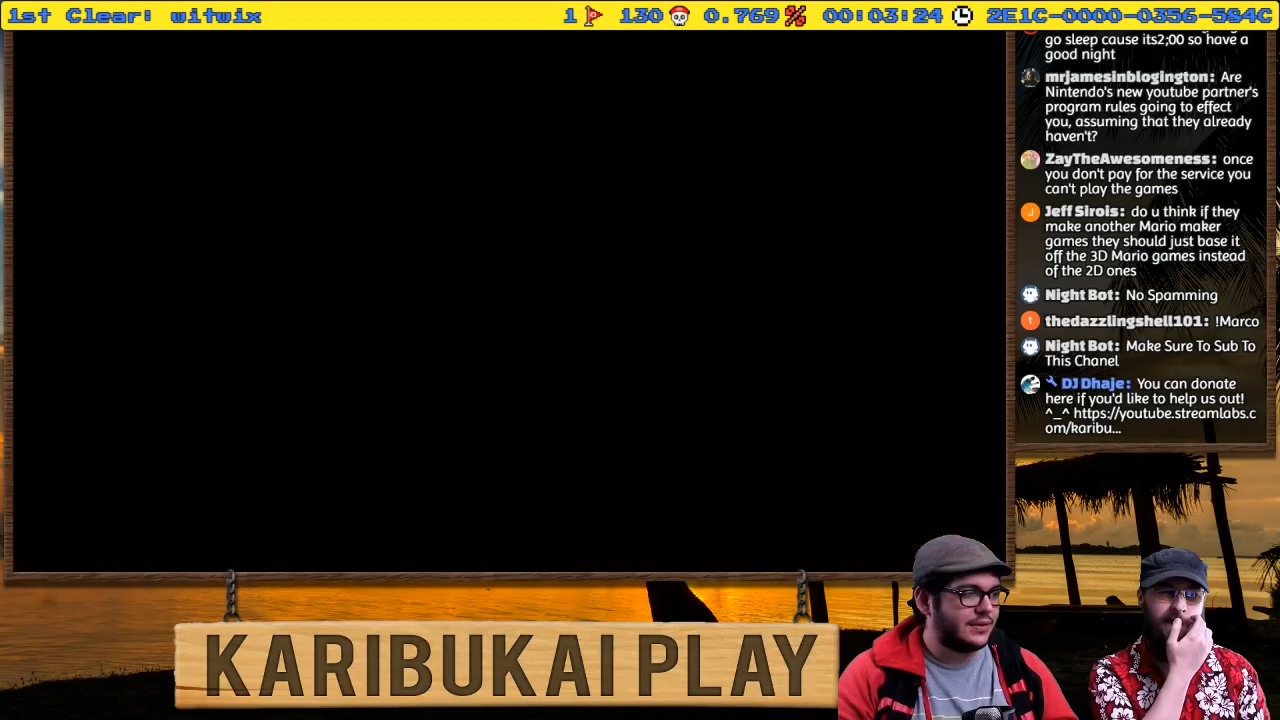 1st Clear: witwix
1 130 0.769% 00:03:24 2E1C-0000-0356-584C
go sleep cause its2;00 so have a
good night
mrjamesinblogington: Are
Nintendo's new youtube partner's
program rules going to effect
you, assuming that they already
haven't?
ZayTheAwesomeness: once
you don't pay for the service you
can't play the games
J Jeff Sirois: do u think if they
make another Mario maker
games they should just base it
off the 3D Mario games instead
of the 2D ones
Night Bot: No Spamming
t thedazzlingshell101: !Marco
Night Bot: Make Sure To Sub To
This Chanel
DJ Dhaje: You can donate
here if you'd like to help us out!
^_^ https://youtube.streamlabs.c
om/karibu...
KARIBUKAI PLAY